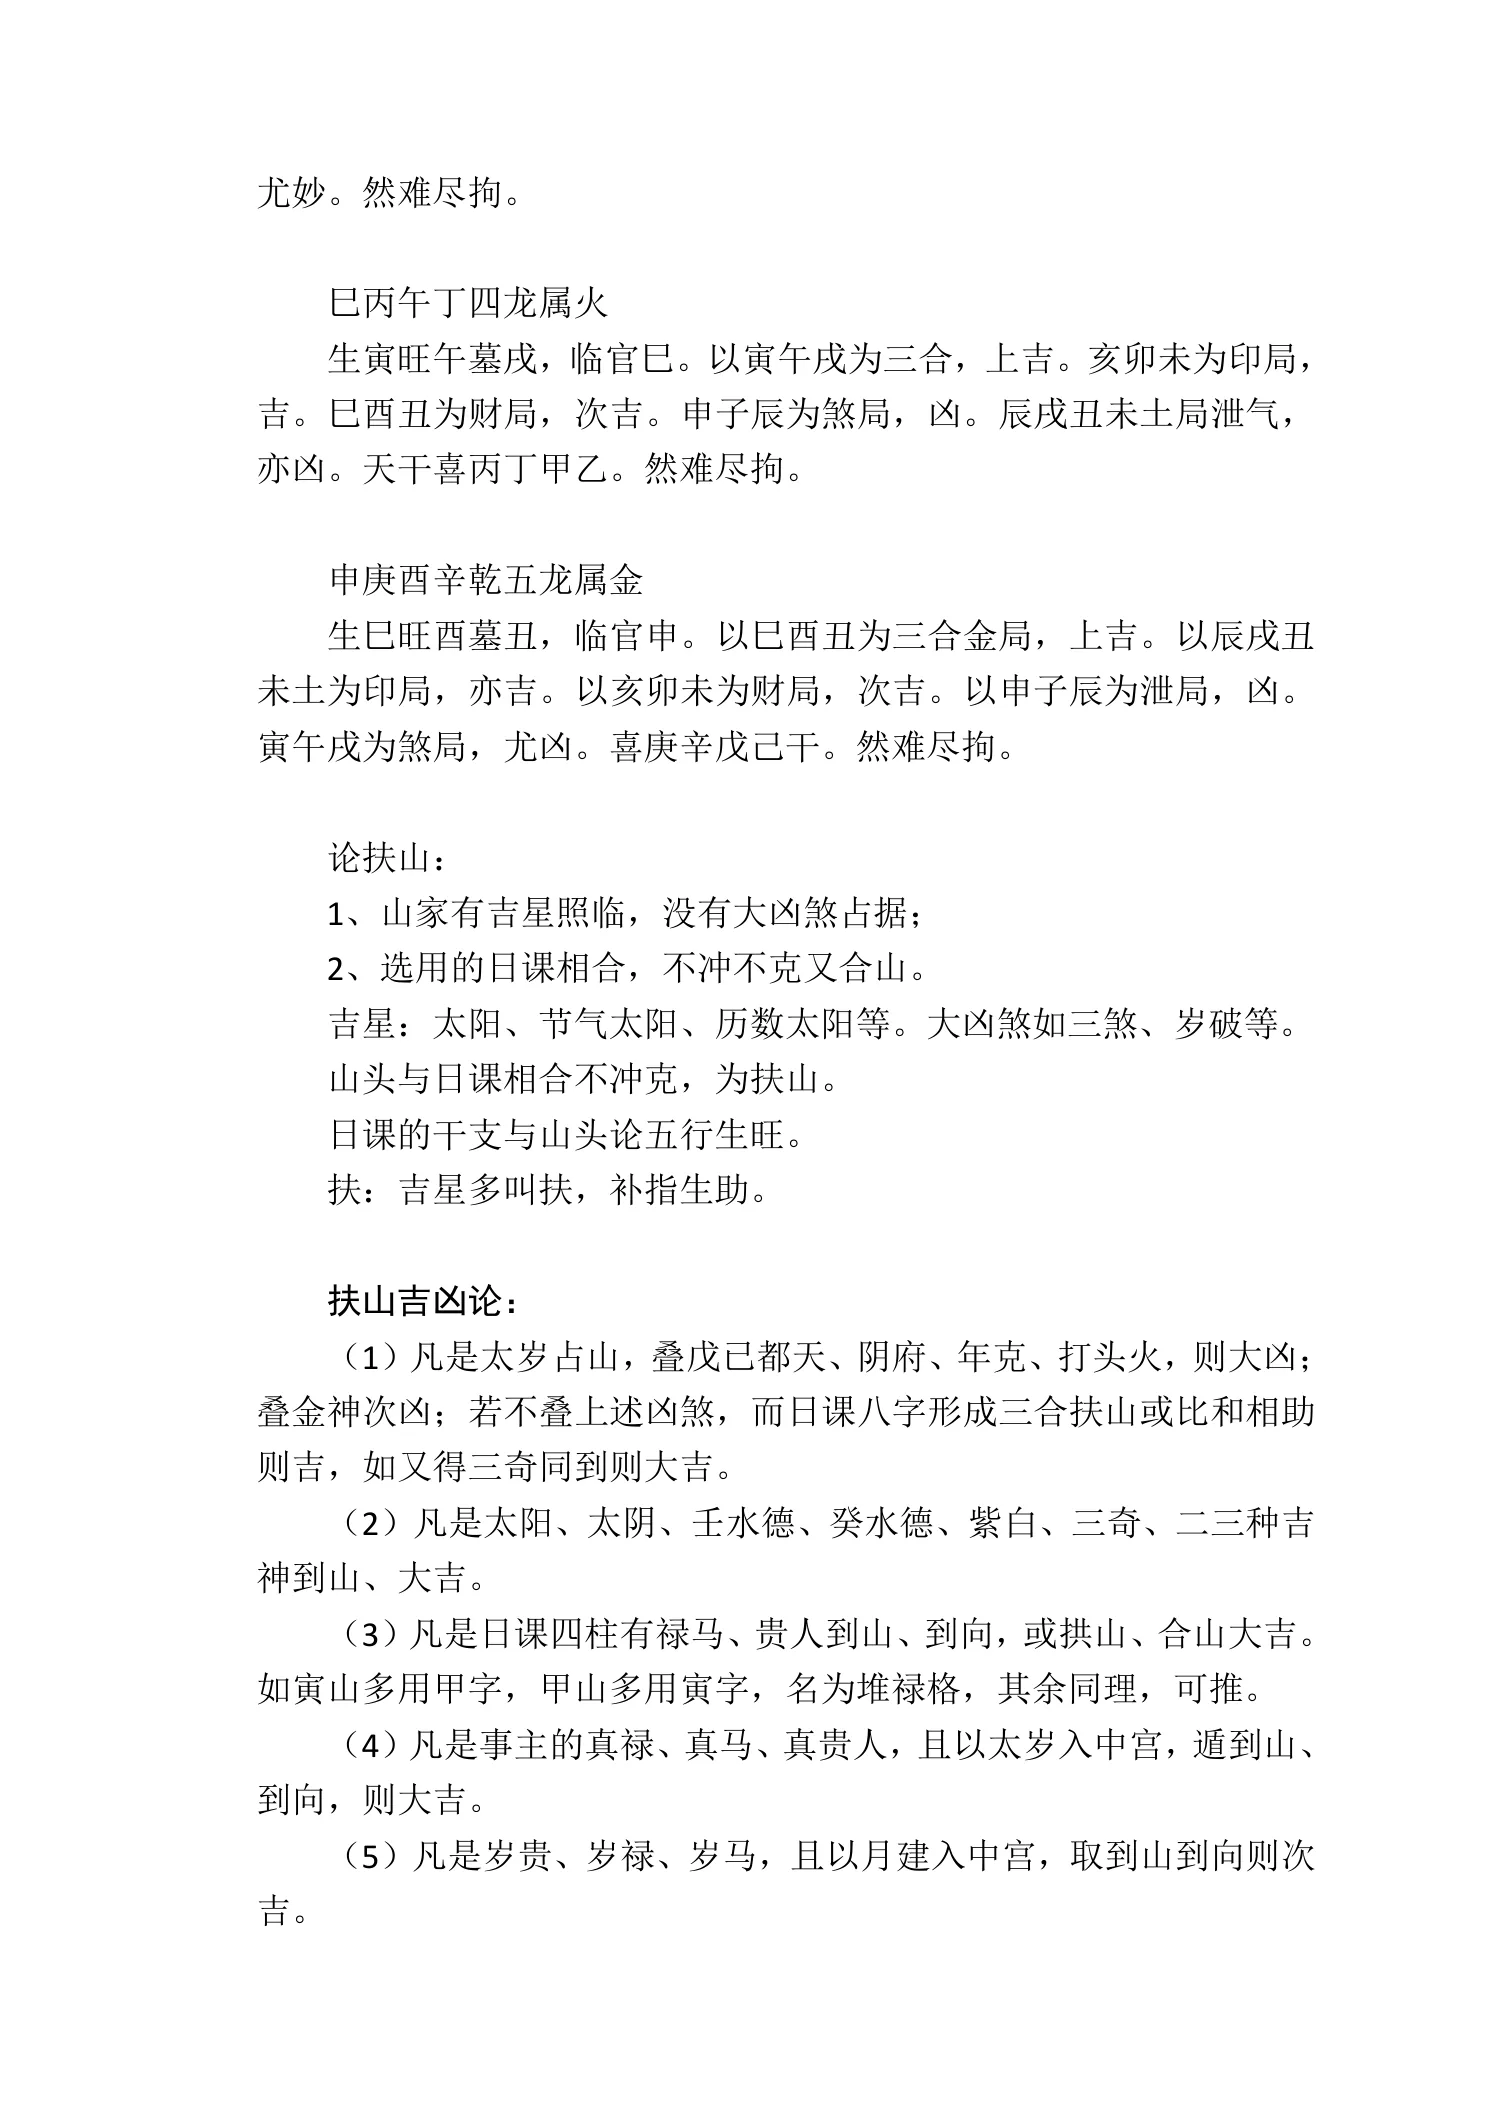 尤妙。然难尽拘。
巳丙午丁四龙属火
生寅旺午墓戌，临官巳。以寅午戌为三合，上吉。亥卯未为印局，
吉。巳酉丑为财局，次吉。申子辰为煞局，凶。辰戌丑未土局泄气，
亦凶。天干喜丙丁甲乙。然难尽拘。
申庚酉辛乾五龙属金
生巳旺酉墓丑，临官申。以巳酉丑为三合金局，上吉。以辰戌丑
未土为印局，亦吉。以亥卯未为财局，次吉。以申子辰为泄局，凶。
寅午戌为煞局，尤凶。喜庚辛戊己干。然难尽拘。
论扶山：
1、山家有吉星照临，没有大凶煞占据；
2、选用的日课相合，不冲不克又合山。
吉星：太阳、节气太阳、历数太阳等。大凶煞如三煞、岁破等。
山头与日课相合不冲克，为扶山。
日课的干支与山头论五行生旺。
扶：吉星多叫扶，补指生助。
扶山吉凶论：
（1）凡是太岁占山，叠戊已都天、阴府、年克、打头火，则大凶；
叠金神次凶；若不叠上述凶煞，而日课八字形成三合扶山或比和相助
则吉，如又得三奇同到则大吉。
（2）凡是太阳、太阴、壬水德、癸水德、紫白、三奇、二三种吉
神到山、大吉。
（3）凡是日课四柱有禄马、贵人到山、到向，或拱山、合山大吉。
如寅山多用甲字，甲山多用寅字，名为堆禄格，其余同理，可推。
（4）凡是事主的真禄、真马、真贵人，且以太岁入中宫，遁到山、
到向，则大吉。
（5）凡是岁贵、岁禄、岁马，且以月建入中宫，取到山到向则次
吉。